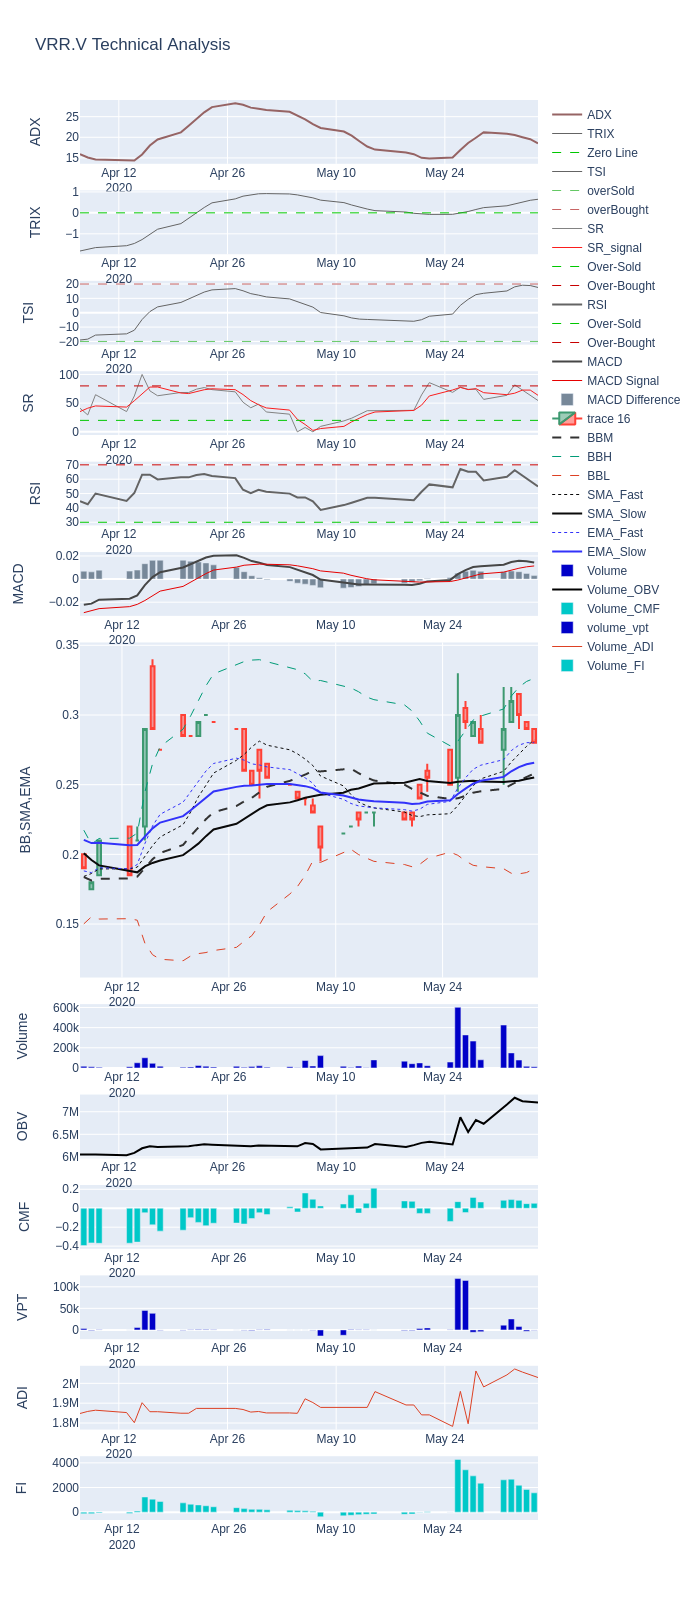 VRR.V Technical Analysis
ADX
25
20
15
Apr 12
2020
Apr 26
May 10
May 24
TRIX
1
0
−1
Apr 12
2020
Apr 26
May 10
May 24
TSI
20
10
0
−10
−20
Apr 12
2020
Apr 26
May 10
May 24
SR
100
50
0
Apr 12
2020
Apr 26
May 10
May 24
RSI
70
60
50
40
30
Apr 12
2020
Apr 26
May 10
May 24
MACD
0.02
0
−0.02
Apr 12
2020
Apr 26
May 10
May 24
BB,SMA,EMA
0.35
0.3
0.25
0.2
0.15
Apr 12
2020
Apr 26
May 10
May 24
Volume
600k
400k
200k
0
Apr 12
2020
Apr 26
May 10
May 24
OBV
7M
6.5M
6M
Apr 12
2020
Apr 26
May 10
May 24
CMF
0.2
0
−0.2
−0.4
Apr 12
2020
Apr 26
May 10
May 24
VPT
100k
50k
0
Apr 12
2020
Apr 26
May 10
May 24
ADI
2M
1.9M
1.8M
Apr 12
2020
Apr 26
May 10
May 24
FI
4000
2000
0
Apr 12
2020
Apr 26
May 10
May 24
ADX
TRIX
Zero Line
TSI
overSold
overBought
SR
SR_signal
Over-Sold
Over-Bought
RSI
Over-Sold
Over-Bought
MACD
MACD Signal
MACD Difference
trace 16
BBM
BBH
BBL
SMA_Fast
SMA_Slow
EMA_Fast
EMA_Slow
Volume
Volume_OBV
Volume_CMF
volume_vpt
Volume_ADI
Volume_FI